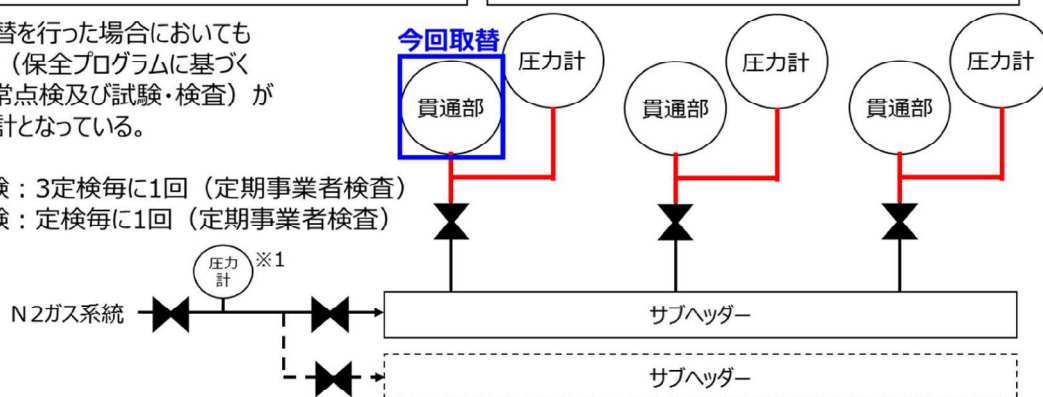 替を行った場合においても
（保全プログラムに基づく
常点検及び試験・検査）が
計となっている。
検：3定検毎に1回（定期事業者検査）
検：定検毎に1回（定期事業者検査）
今回取替
貫通部
圧力計
貫通部
圧力計
貫通部
圧力計
圧力
計
※1
N2ガス系統
サブヘッダー
サブヘッダー